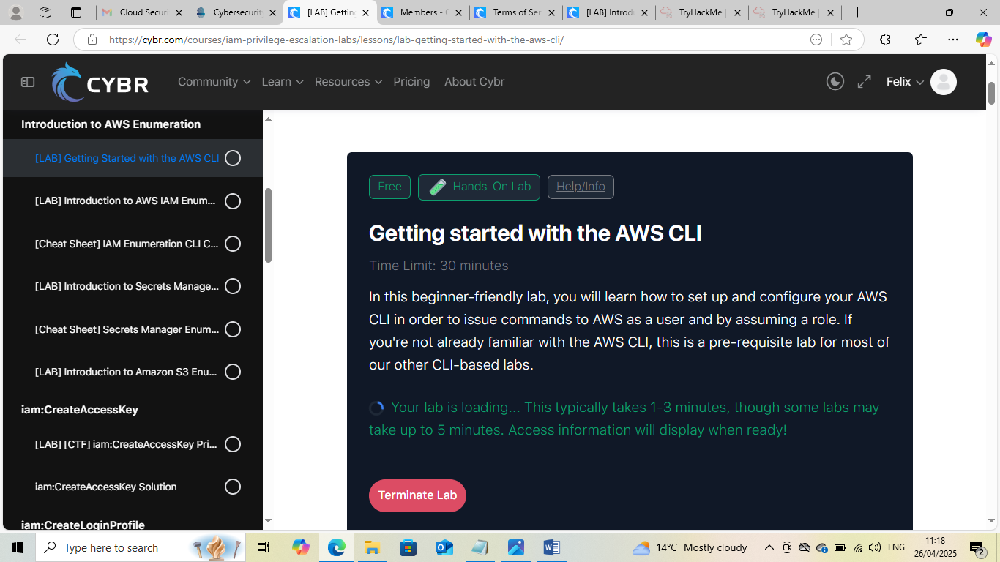 Cloud Securi
Cybersecurit
[LAB] Getting
Members - C
Terms of Ser
[LAB] Introd
TryHackMe |
TryHackMe |
https://cybr.com/courses/iam-privilege-escalation-labs/lessons/lab-getting-started-with-the-aws-cli/
CYBR
Community
Learn
Resources
Pricing
About Cybr
Felix
Introduction to AWS Enumeration
[LAB] Getting Started with the AWS CLI
[LAB] Introduction to AWS IAM Enum...
[Cheat Sheet] IAM Enumeration CLI C...
[LAB] Introduction to Secrets Manage...
[Cheat Sheet] Secrets Manager Enum...
[LAB] Introduction to Amazon S3 Enu...
iam:CreateAccessKey
[LAB] [CTF] iam:CreateAccessKey Pri...
iam:CreateAccessKey Solution
iam:CreateLoginProfile
Free
Hands-On Lab
Help/Info
Getting started with the AWS CLI
Time Limit: 30 minutes
In this beginner-friendly lab, you will learn how to set up and configure your AWS
CLI in order to issue commands to AWS as a user and by assuming a role. If
you're not already familiar with the AWS CLI, this is a pre-requisite lab for most of
our other CLI-based labs.
Your lab is loading... This typically takes 1-3 minutes, though some labs may
take up to 5 minutes. Access information will display when ready!
Terminate Lab
Type here to search
14°C Mostly cloudy
ENG
11:18
26/04/2025
2